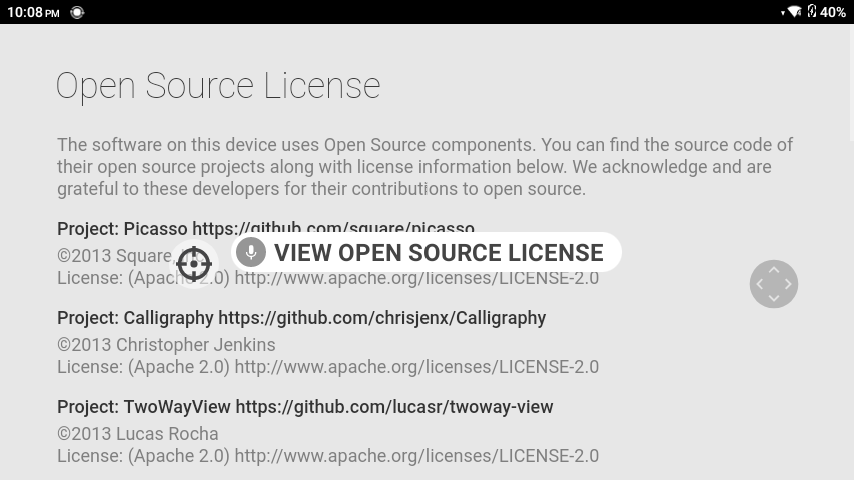 10:08 PM
40%
Open Source License
The software on this device uses Open Source components. You can find the source code of
their open source projects along with license information below. We acknowledge and are
grateful to these developers for their contributions to open source.
Project: Picasso https://github.com/square/picasso
©2013 Square,
VIEW OPEN SOURCE LICENSE
License: (Apache 2.0) http://www.apache.org/licenses/LICENSE-2.0
Project: Calligraphy https://github.com/chrisjenx/Calligraphy
©2013 Christopher Jenkins
License: (Apache 2.0) http://www.apache.org/licenses/LICENSE-2.0
Project: TwoWayView https://github.com/lucasr/twoway-view
©2013 Lucas Rocha
License: (Apache 2.0) http://www.apache.org/licenses/LICENSE-2.0